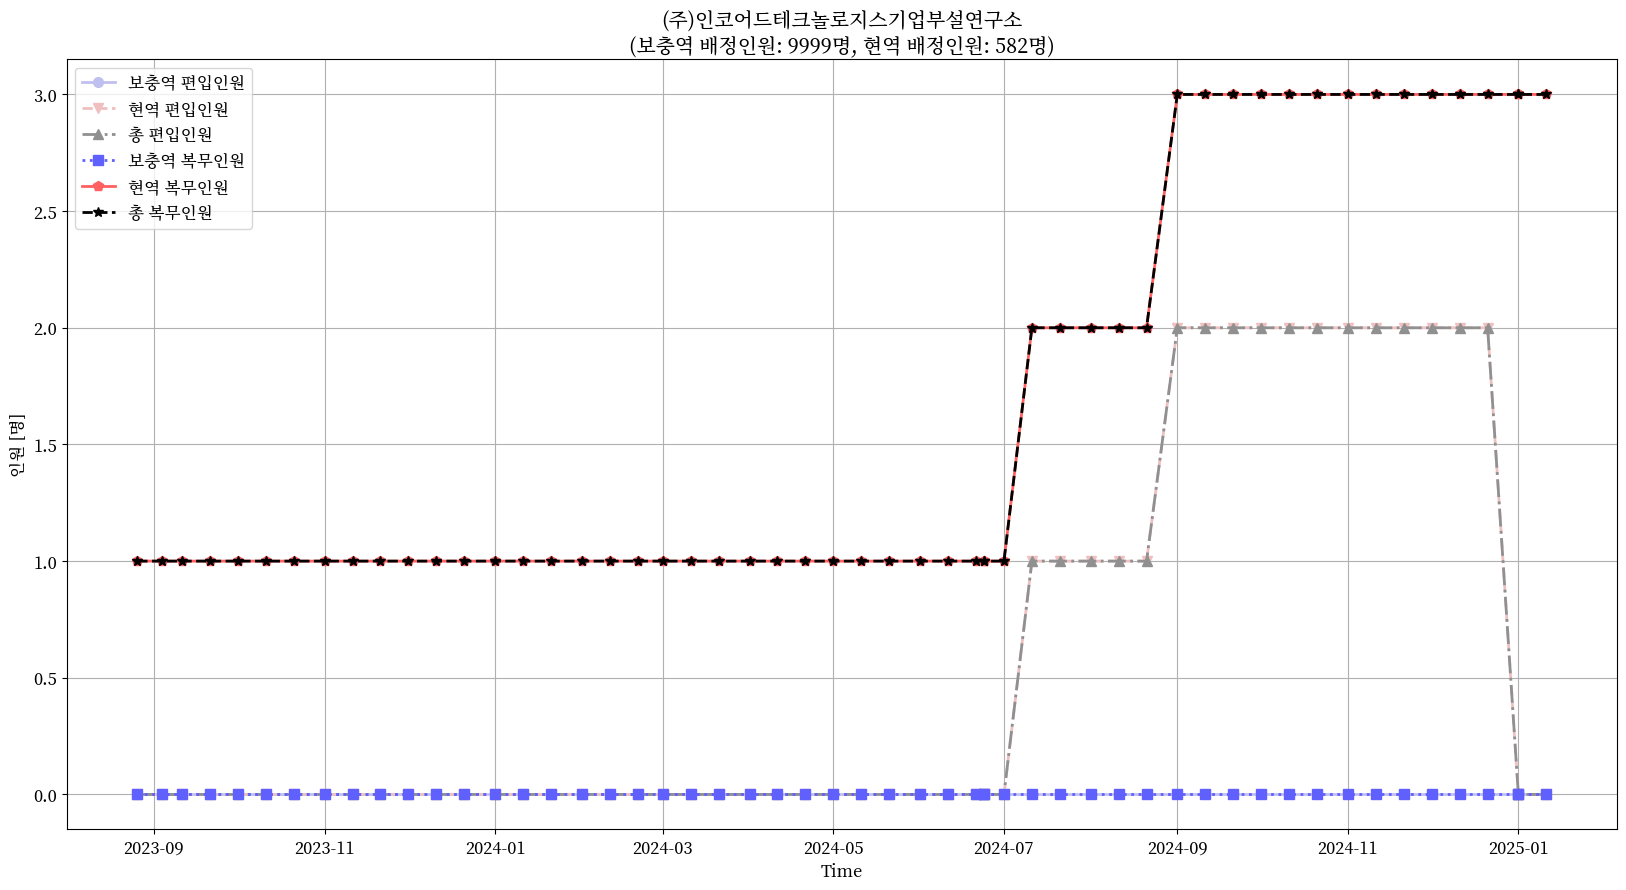 (주)인코어드테크놀로지스기업부설연구소
(보충역 배정인원: 9999명, 현역 배정인원: 582명)
보충역 편입인원
현역 편입인원
총 편입인원
보충역 복무인원
현역 복무인원
총 복무인원
인원 [명]
3.0
2.5
2.0
1.5
1.0
0.5
0.0
2023-09 2023-11 2024-01 2024-03 2024-05 2024-07 2024-09 2024-11 2025-01
Time